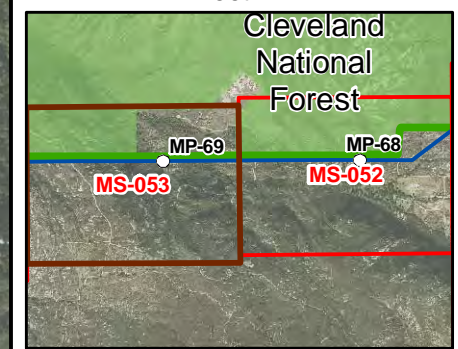 Cleveland
National
Forest
MP-69
MP-68
MS-053
MS-052